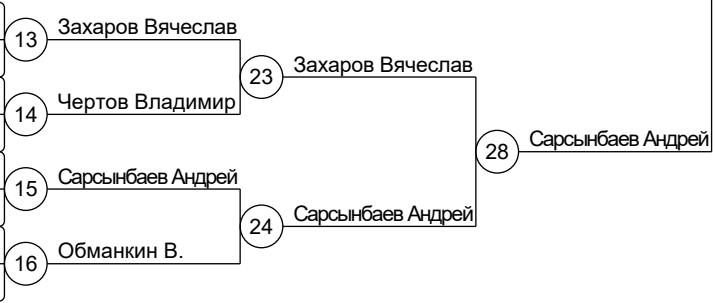 13 Захаров Вячеслав
23 Захаров Вячеслав
14 Чертов Владимир
28 Сарсынбаев Андрей
15 Сарсынбаев Андрей
24 Сарсынбаев Андрей
16 Обманкин В.